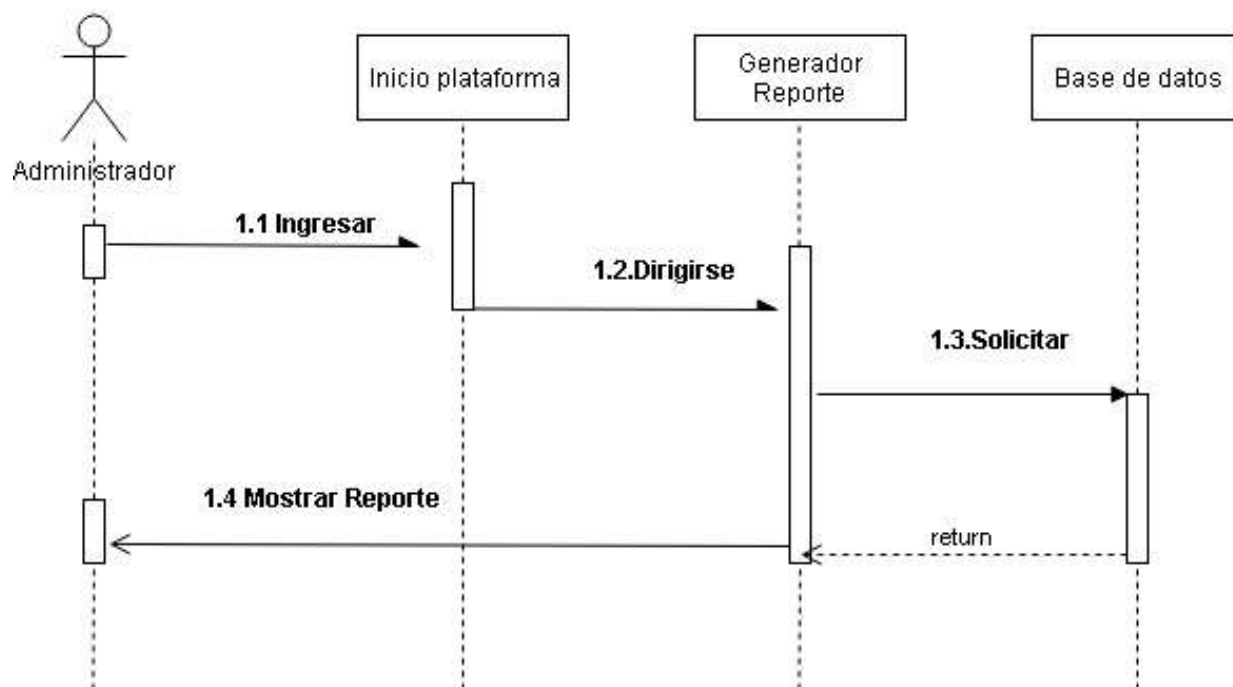 Administrador
Inicio plataforma
Generador
Reporte
Base de datos
1.1 Ingresar
1.2.Dirigirse
1.3.Solicitar
1.4 Mostrar Reporte
return